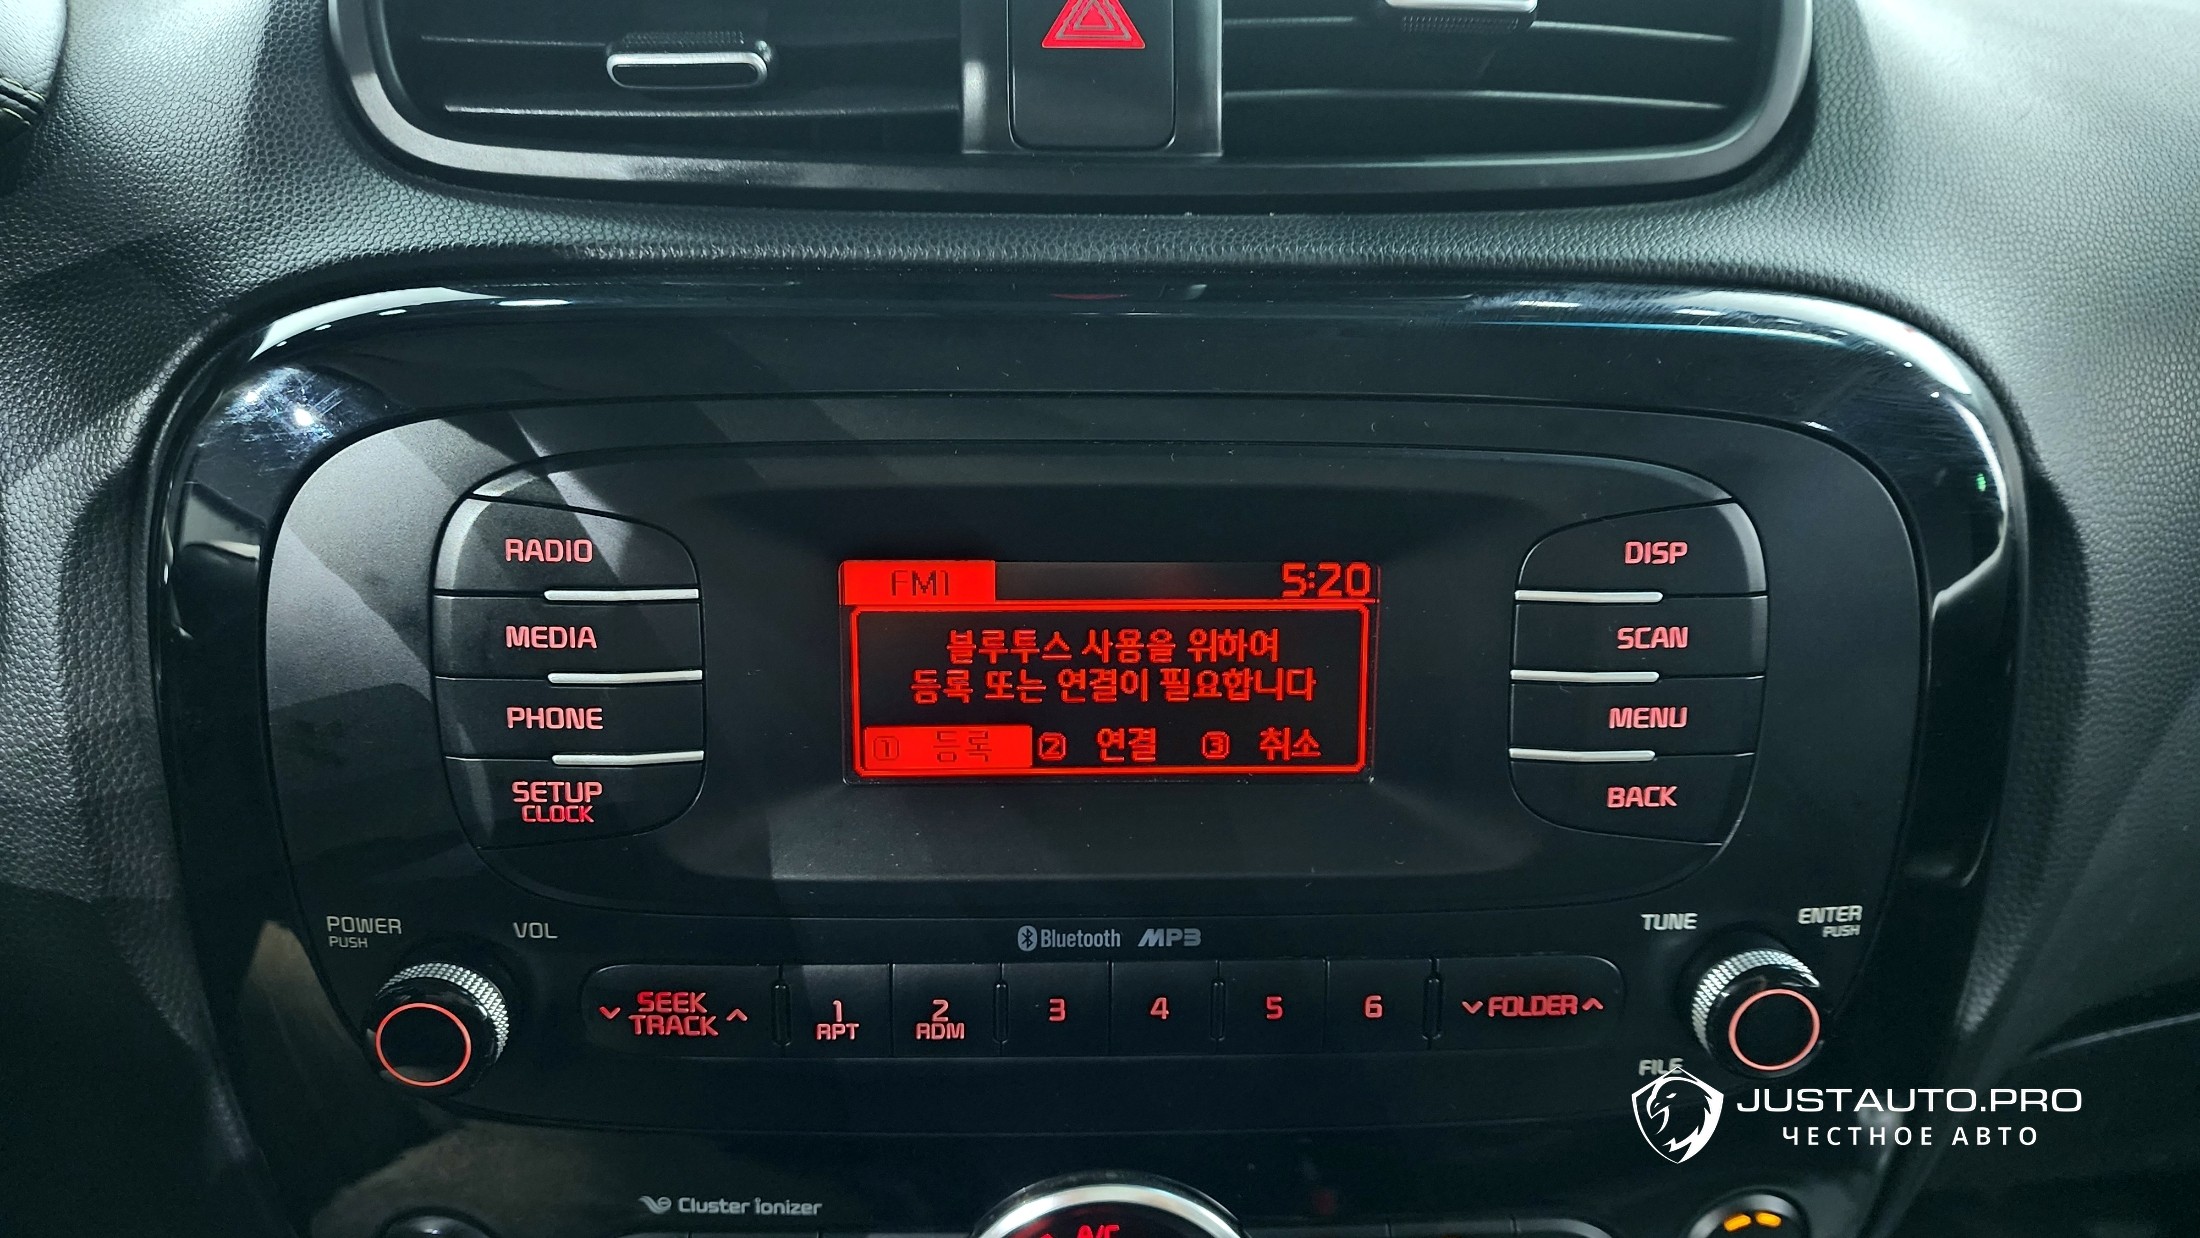 RADIO
MEDIA
PHONE
SETUP
CLOCK
FM1 5:20
블루투스 사용을 위하여
등록 또는 연결이 필요합니다
① 등록 ② 연결 ③ 취소
DISP
SCAN
MENU
BACK
POWER
PUSH
VOL
Bluetooth MP3
TUNE
ENTER
PUSH
SEEK
TRACK
1
RPT
2
RDM
3
4
5
6
FOLDER
FILE
JUSTAUTO.PRO
ЧЕСТНОЕ АВТО
Cluster ionizer
A/C